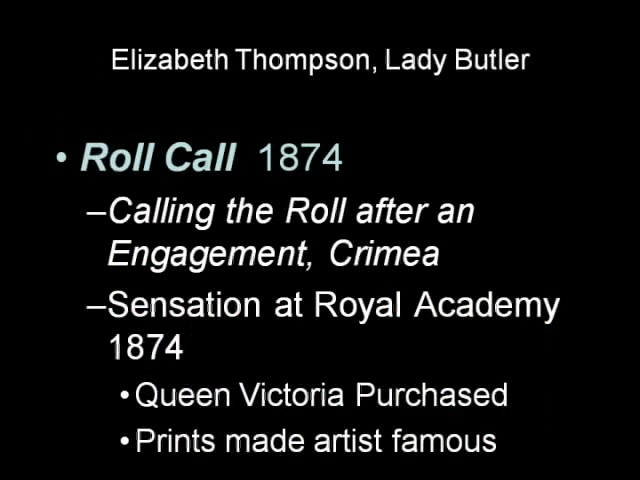 Elizabeth Thompson, Lady Butler
• Roll Call 1874
–Calling the Roll after an
Engagement, Crimea
–Sensation at Royal Academy
1874
• Queen Victoria Purchased
• Prints made artist famous